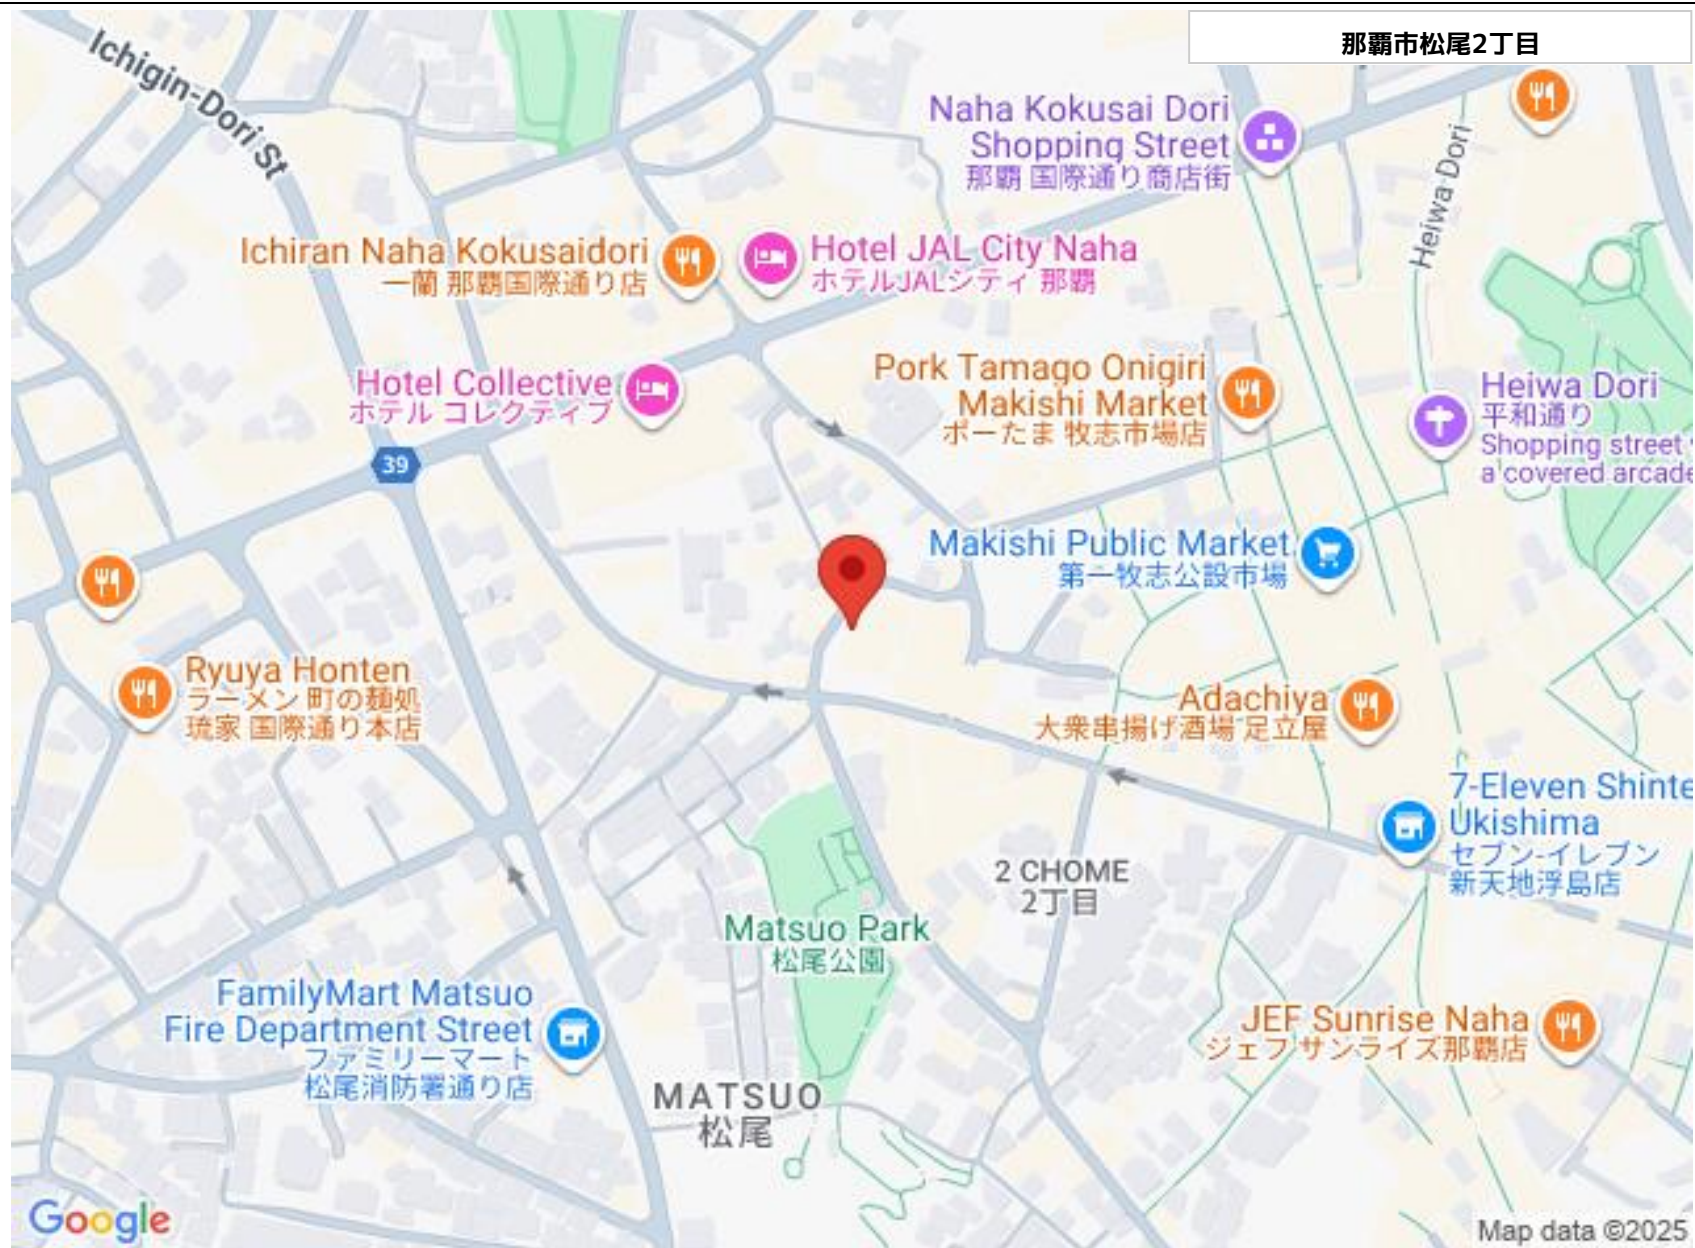 那覇市松尾2丁目
Ichigin-Dori St
Naha Kokusai Dori
Shopping Street
那覇 国際通り商店街
Heiwa Dori
Ichiran Naha Kokusaidori
一蘭 那覇国際通り店
Hotel JAL City Naha
ホテルJALシティ 那覇
Hotel Collective
ホテル コレクティブ
Pork Tamago Onigiri
Makishi Market
ポーたま 牧志市場店
Heiwa Dori
平和通り
Shopping street
a covered arcade
39
Makishi Public Market
第一牧志公設市場
Ryuya Honten
ラーメン 町の麺処
琉家 国際通り本店
Adachiya
大衆串揚げ酒場 足立屋
7-Eleven Shinte
Ukishima
セブン-イレブン
新天地浮島店
2 CHOME
2丁目
Matsuo Park
松尾公園
FamilyMart Matsuo
Fire Department Street
ファミリーマート
松尾消防署通り店
JEF Sunrise Naha
ジェフ サンライズ那覇店
MATSUO
松尾
Google
Map data ©2025